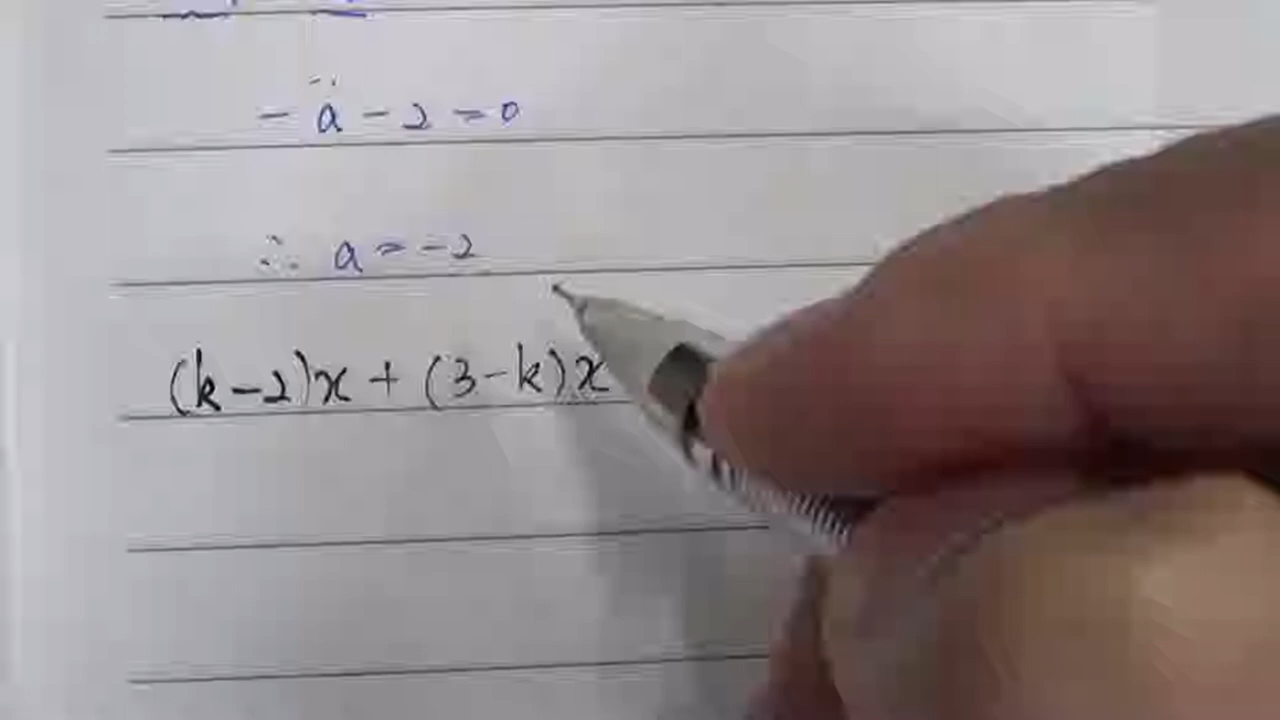 - a - 2 = 0
∴ a = -2
(k-2)x + (3-k)x